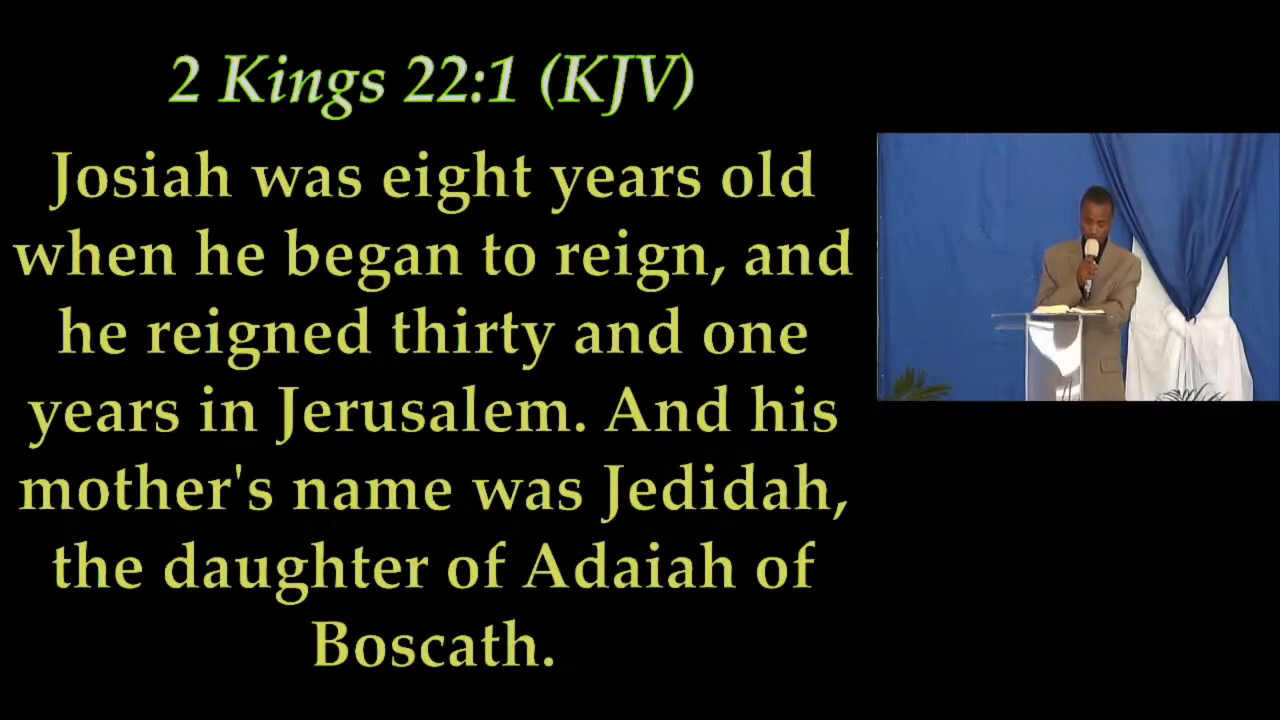 2 Kings 22:1 (KJV)
Josiah was eight years old
when he began to reign, and
he reigned thirty and one
years in Jerusalem. And his
mother's name was Jedidah,
the daughter of Adaiah of
Boscath.